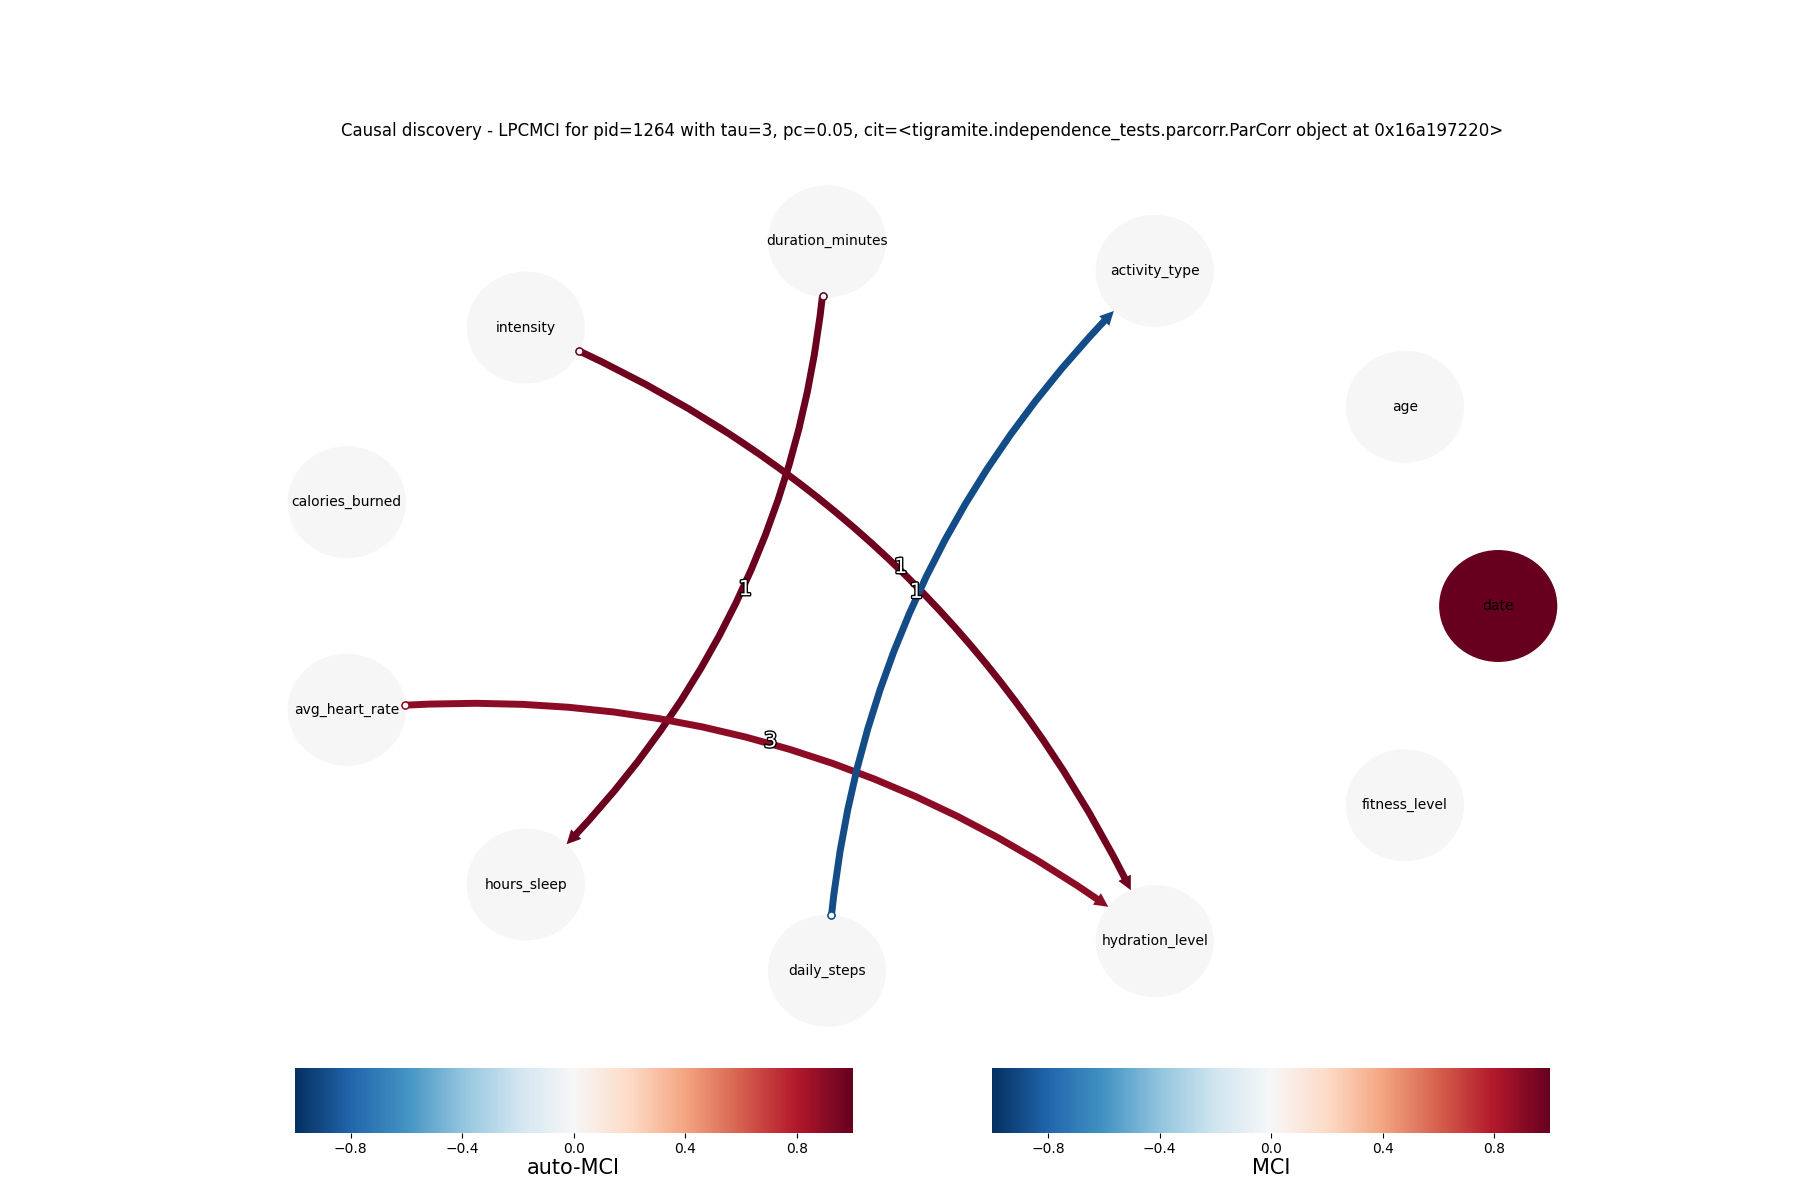 Causal discovery - LPCMCI for pid=1264 with tau=3, pc=0.05, cit=<tigramite.independence_tests.parcorr.ParCorr object at 0x16a197220>
duration_minutes
activity_type
intensity
age
calories_burned
1
1
1
date
avg_heart_rate
3
fitness_level
hours_sleep
hydration_level
daily_steps
−0.8 −0.4 0.0 0.4 0.8
auto-MCI
−0.8 −0.4 0.0 0.4 0.8
MCI